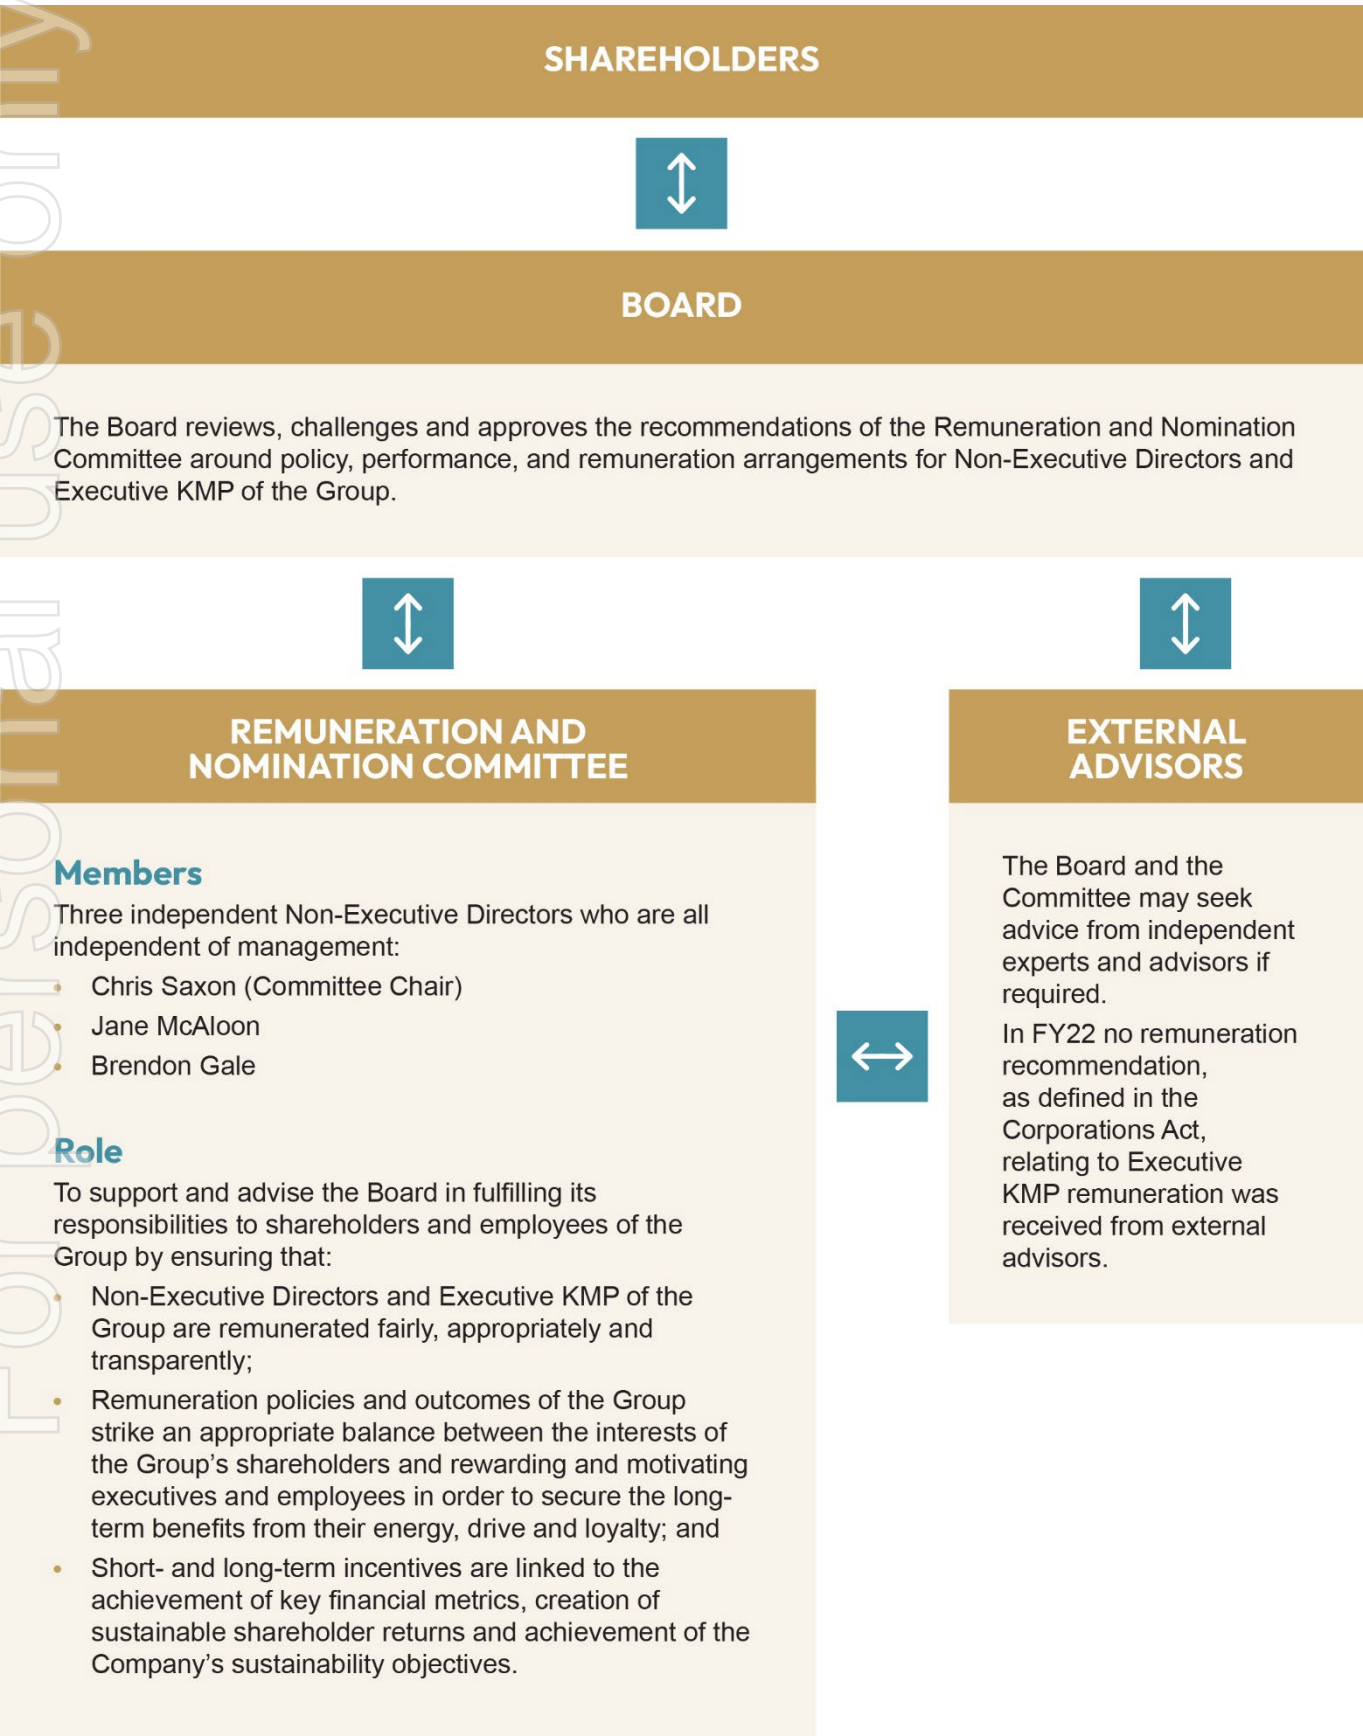 SHAREHOLDERS
BOARD
The Board reviews, challenges and approves the recommendations of the Remuneration and Nomination
Committee around policy, performance, and remuneration arrangements for Non-Executive Directors and
Executive KMP of the Group.
REMUNERATION AND
NOMINATION COMMITTEE
Members
Three independent Non-Executive Directors who are all
independent of management:
• Chris Saxon (Committee Chair)
• Jane McAloon
• Brendon Gale
Role
To support and advise the Board in fulfilling its
responsibilities to shareholders and employees of the
Group by ensuring that:
• Non-Executive Directors and Executive KMP of the
Group are remunerated fairly, appropriately and
transparently;
• Remuneration policies and outcomes of the Group
strike an appropriate balance between the interests of
the Group’s shareholders and rewarding and motivating
executives and employees in order to secure the long-
term benefits from their energy, drive and loyalty; and
• Short- and long-term incentives are linked to the
achievement of key financial metrics, creation of
sustainable shareholder returns and achievement of the
Company’s sustainability objectives.
EXTERNAL
ADVISORS
The Board and the
Committee may seek
advice from independent
experts and advisors if
required.
In FY22 no remuneration
recommendation,
as defined in the
Corporations Act,
relating to Executive
KMP remuneration was
received from external
advisors.
For personal use only